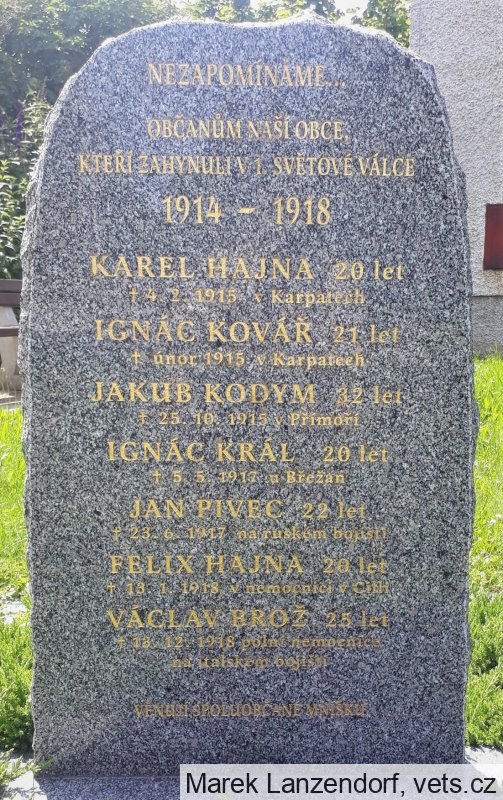 NEZAPOMÍNÁME...
OBČANŮM NAŠÍ OBCE,
KTEŘÍ ZAHYNULI V 1. SVĚTOVÉ VÁLCE
1914 - 1918
KAREL HAJNA 20 let
† 4. 2. 1915 v Karpatech
IGNÁC KOVÁŘ 21 let
† únor 1915 v Karpatech
JAKUB KODYM 32 let
† 25. 10. 1915 v Přímoří
IGNÁC KRÁL 20 let
† 5. 5. 1917 u Břežan
JAN PIVEC 22 let
† 23. 6. 1917 na ruském bojišti
FELIX HAJNA 20 let
† 13. 1. 1918 v nemocnici v Cilli
VÁCLAV BROŽ 25 let
† 13. 12. 1918 polní nemocnice
na italském bojišti
VĚNUJÍ SPOLUOBČANÉ MNÍŠKU
Marek Lanzendorf, vets.cz